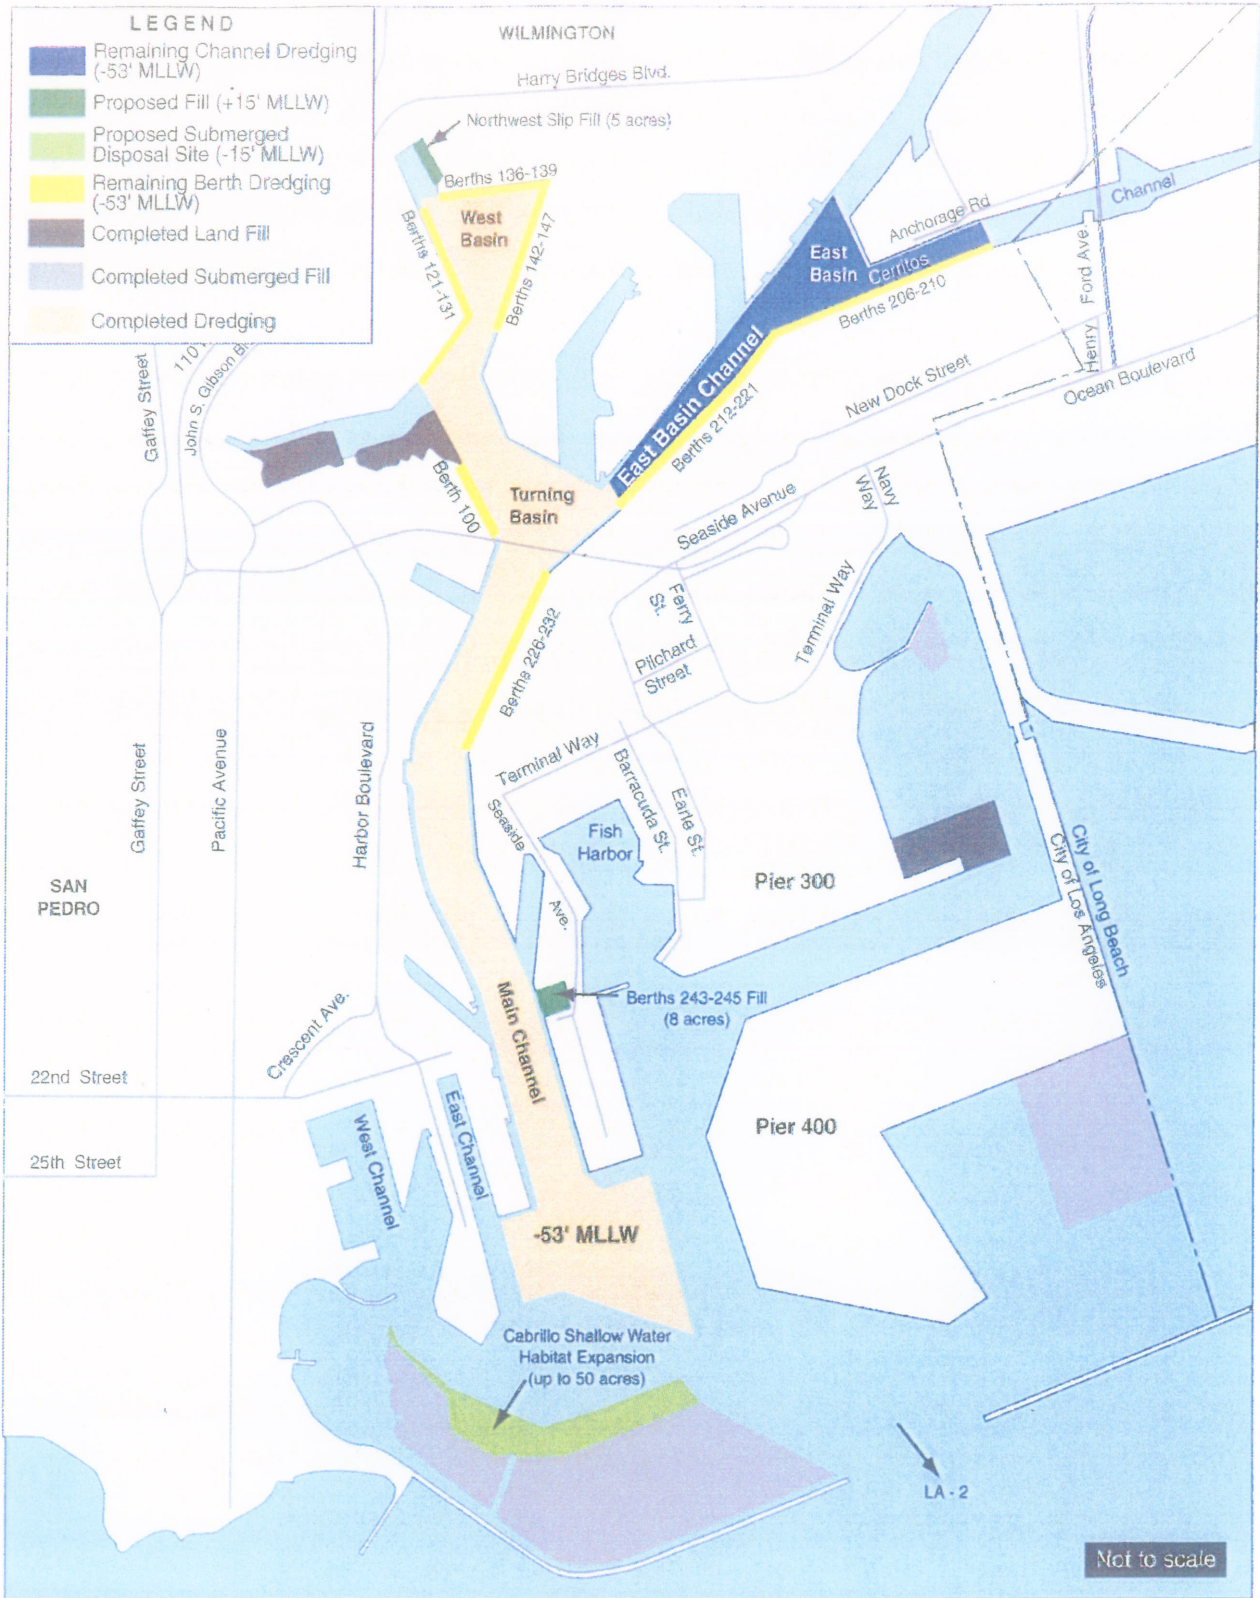 LEGEND
Remaining Channel Dredging
(-53' MLLW)
Proposed Fill (+15' MLLW)
Proposed Submerged
Disposal Site (-15' MLLW)
Remaining Berth Dredging
(-53' MLLW)
Completed Land Fill
Completed Submerged Fill
Completed Dredging
WILMINGTON
Harry Bridges Blvd.
Northwest Slip Fill (5 acres)
Berths 136-139
West
Basin
Berths 121-131
Berths 142-147
Anchorage Rd
Channel
East
Basin
Cerritos
Berths 206-210
Henry Ford Ave.
East Basin Channel
Berths 212-221
New Dock Street
Ocean Boulevard
Gaffey Street
110
John S. Gibson
Berth 100
Turning
Basin
Seaside Avenue
Navy
Way
Ferry
St.
Pilchard
Street
Terminal Way
Berths 226-232
Gaffey Street
Pacific Avenue
Harbor Boulevard
Terminal Way
Seaside
Ave.
Barracuda St.
Earle St.
Fish
Harbor
Pier 300
City of Long Beach
City of Los Angeles
SAN
PEDRO
Main Channel
Berths 243-245 Fill
(8 acres)
Crescent Ave.
22nd Street
25th Street
West Channel
East Channel
Pier 400
-53' MLLW
Cabrillo Shallow Water
Habitat Expansion
(up to 50 acres)
LA - 2
Not to scale